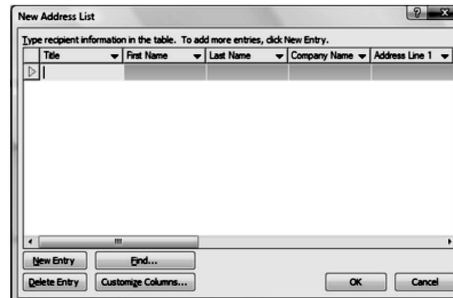 New Address List
Type recipient information in the table. To add more entries, click New Entry.
Title First Name Last Name Company Name Address Line 1
New Entry Find...
Delete Entry Customize Columns... OK Cancel